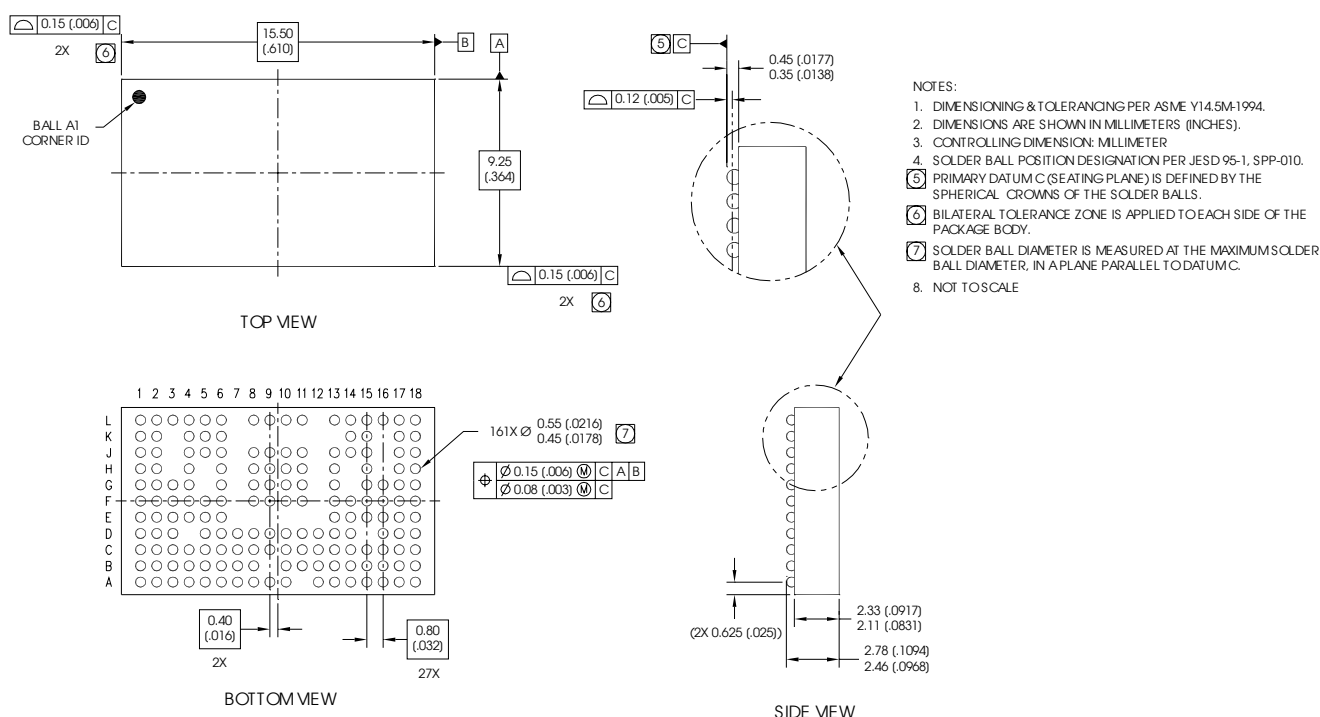 0.15 (.006) C
2X 6
15.50
(.610)
B
A
BALL A1
CORNER ID
9.25
(.364)
0.15 (.006) C
2X 6
TOP VIEW
5 C
0.45 (.0177)
0.35 (.0138)
0.12 (.005) C
NOTES:
1. DIMENSIONING & TOLERANCING PER ASME Y14.5M-1994.
2. DIMENSIONS ARE SHOWN IN MILLIMETERS (INCHES).
3. CONTROLLING DIMENSION: MILLIMETER
4. SOLDER BALL POSITION DESIGNATION PER JESD 95-1, SPP-010.
5 PRIMARY DATUM C (SEATING PLANE) IS DEFINED BY THE
SPHERICAL CROWNS OF THE SOLDER BALLS.
6 BILATERAL TOLERANCE ZONE IS APPLIED TO EACH SIDE OF THE
PACKAGE BODY.
7 SOLDER BALL DIAMETER IS MEASURED AT THE MAXIMUM SOLDER
BALL DIAMETER, IN A PLANE PARALLEL TO DATUM C.
8. NOT TO SCALE
1 2 3 4 5 6 7 8 9 10 11 12 13 14 15 16 17 18
L
K
J
H
G
F
E
D
C
B
A
161X Ø 0.55 (.0216)
0.45 (.0178) 7
Ø 0.15 (.006) Ⓜ C A B
Ø 0.08 (.003) Ⓜ C
0.40
(.016)
2X
0.80
(.032)
27X
BOTTOM VIEW
(2X 0.625 (.025))
2.33 (.0917)
2.11 (.0831)
2.78 (.1094)
2.46 (.0968)
SIDE VIEW